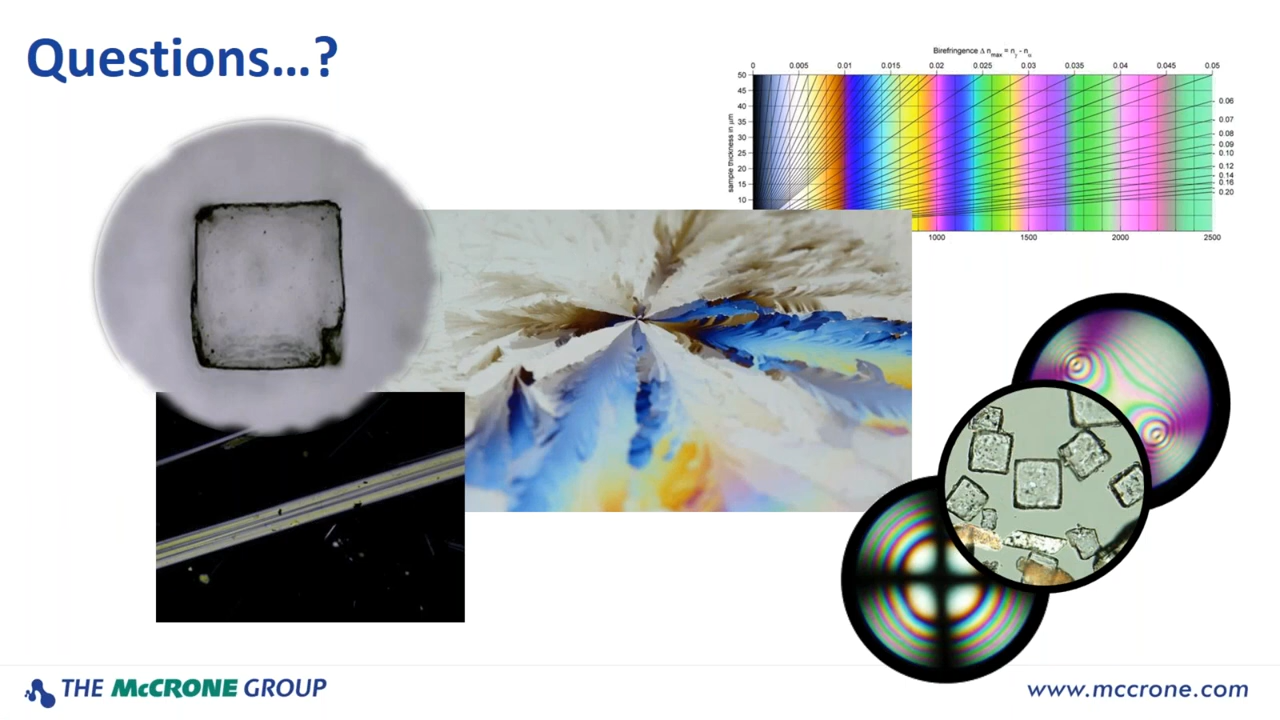 Questions...?
Birefringence Δ nmax = nγ - nα
0 0.005 0.01 0.015 0.02 0.025 0.03 0.035 0.04 0.045 0.05
50
45
40
35
30
25
20
15
10
sample thickness in μm
0.06
0.07
0.08
0.09
0.10
0.12
0.14
0.16
0.20
1000 1500 2000 2500
THE McCRONE GROUP
www.mccrone.com